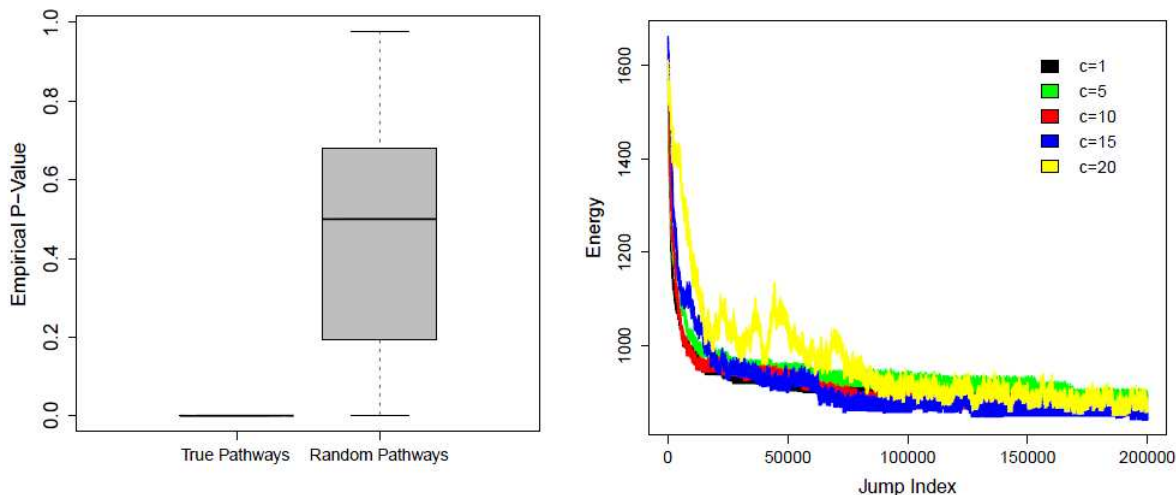 Empirical P-Value
1.0
0.8
0.6
0.4
0.2
0.0
True Pathways Random Pathways
Energy
1600
1400
1200
1000
c=1
c=5
c=10
c=15
c=20
0 50000 100000 150000 200000
Jump Index